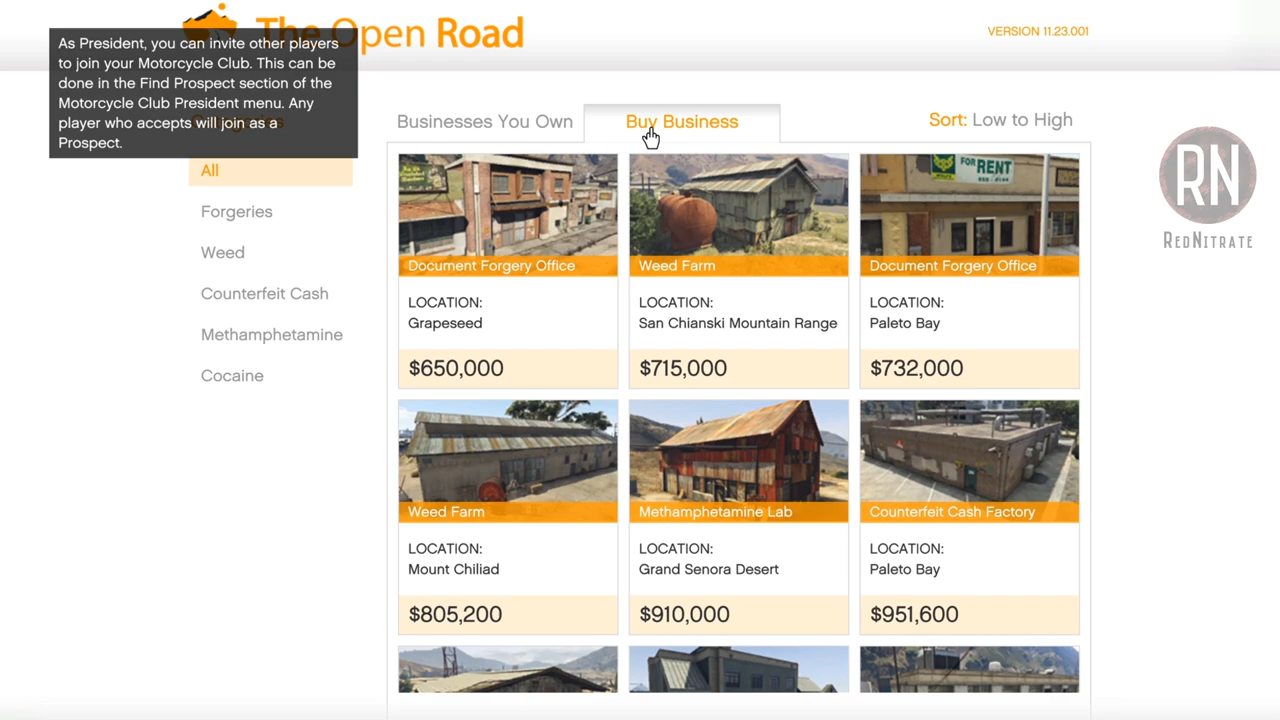 The Open Road
VERSION 11.23.001
As President, you can invite other players
to join your Motorcycle Club. This can be
done in the Find Prospect section of the
Motorcycle Club President menu. Any
player who accepts will join as a
Prospect.
All
Forgeries
Weed
Counterfeit Cash
Methamphetamine
Cocaine
Businesses You Own
Buy Business
Sort: Low to High
RN
REDNITRATE
FOR RENT
Document Forgery Office
LOCATION:
Grapeseed
$650,000
Weed Farm
LOCATION:
San Chianski Mountain Range
$715,000
Document Forgery Office
LOCATION:
Paleto Bay
$732,000
Weed Farm
LOCATION:
Mount Chiliad
$805,200
Methamphetamine Lab
LOCATION:
Grand Senora Desert
$910,000
Counterfeit Cash Factory
LOCATION:
Paleto Bay
$951,600